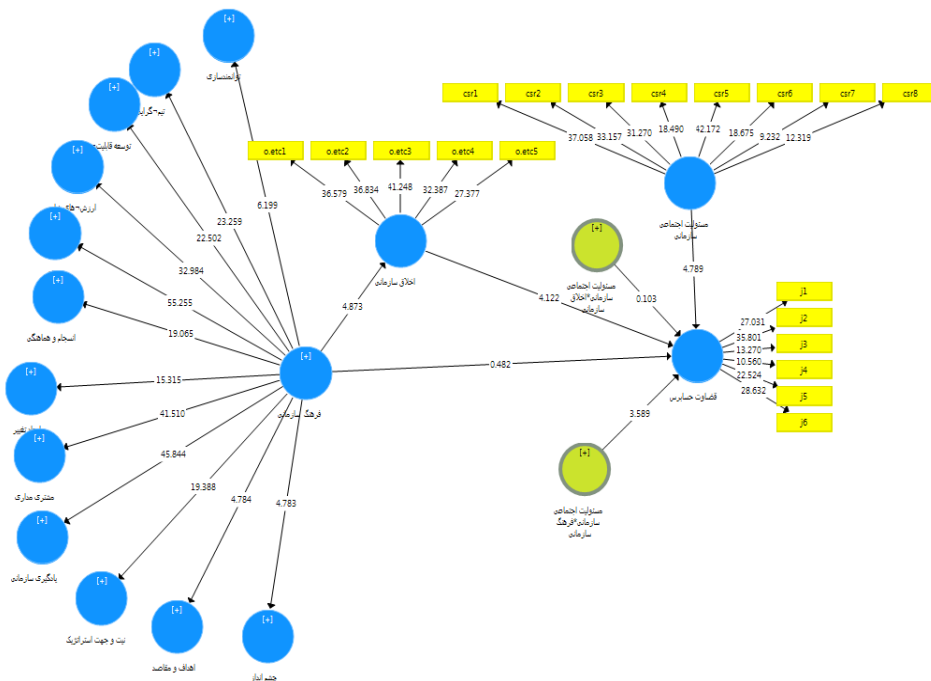 [+]
توانمندسازی
[+]
[+]
توسعه
[+]
[+]
[+]
انسجام و هماهنگی
[+]
تغییر
[+]
مشتری مداری
[+]
یادگیری سازمانی
[+]
نیت و جهت استراتژیک
[+]
اهداف و مقاصد
[+]
چشم انداز
6.199
23.259
22.502
32.984
55.255
19.065
15.315
41.510
45.844
19.388
4.784
4.783
[+]
فرهنگ سازمانی
4.873
0.482
o.etc1
o.etc2
o.etc3
o.etc4
o.etc5
36.579
36.834
41.248
32.387
27.377
اخلاق سازمانی
4.122
csr1
csr2
csr3
csr4
csr5
csr6
csr7
csr8
37.058
33.157
31.270
18.490
42.172
18.675
9.232
12.319
مسئولیت اجتماعی
سازمانی
4.789
[+]
مسئولیت اجتماعی
سازمانی*اخلاق
سازمانی
0.103
قضاوت حسابرس
j1
j2
j3
j4
j5
j6
27.031
35.801
13.270
10.560
22.524
28.632
3.589
[+]
مسئولیت اجتماعی
سازمانی*فرهنگ
سازمانی